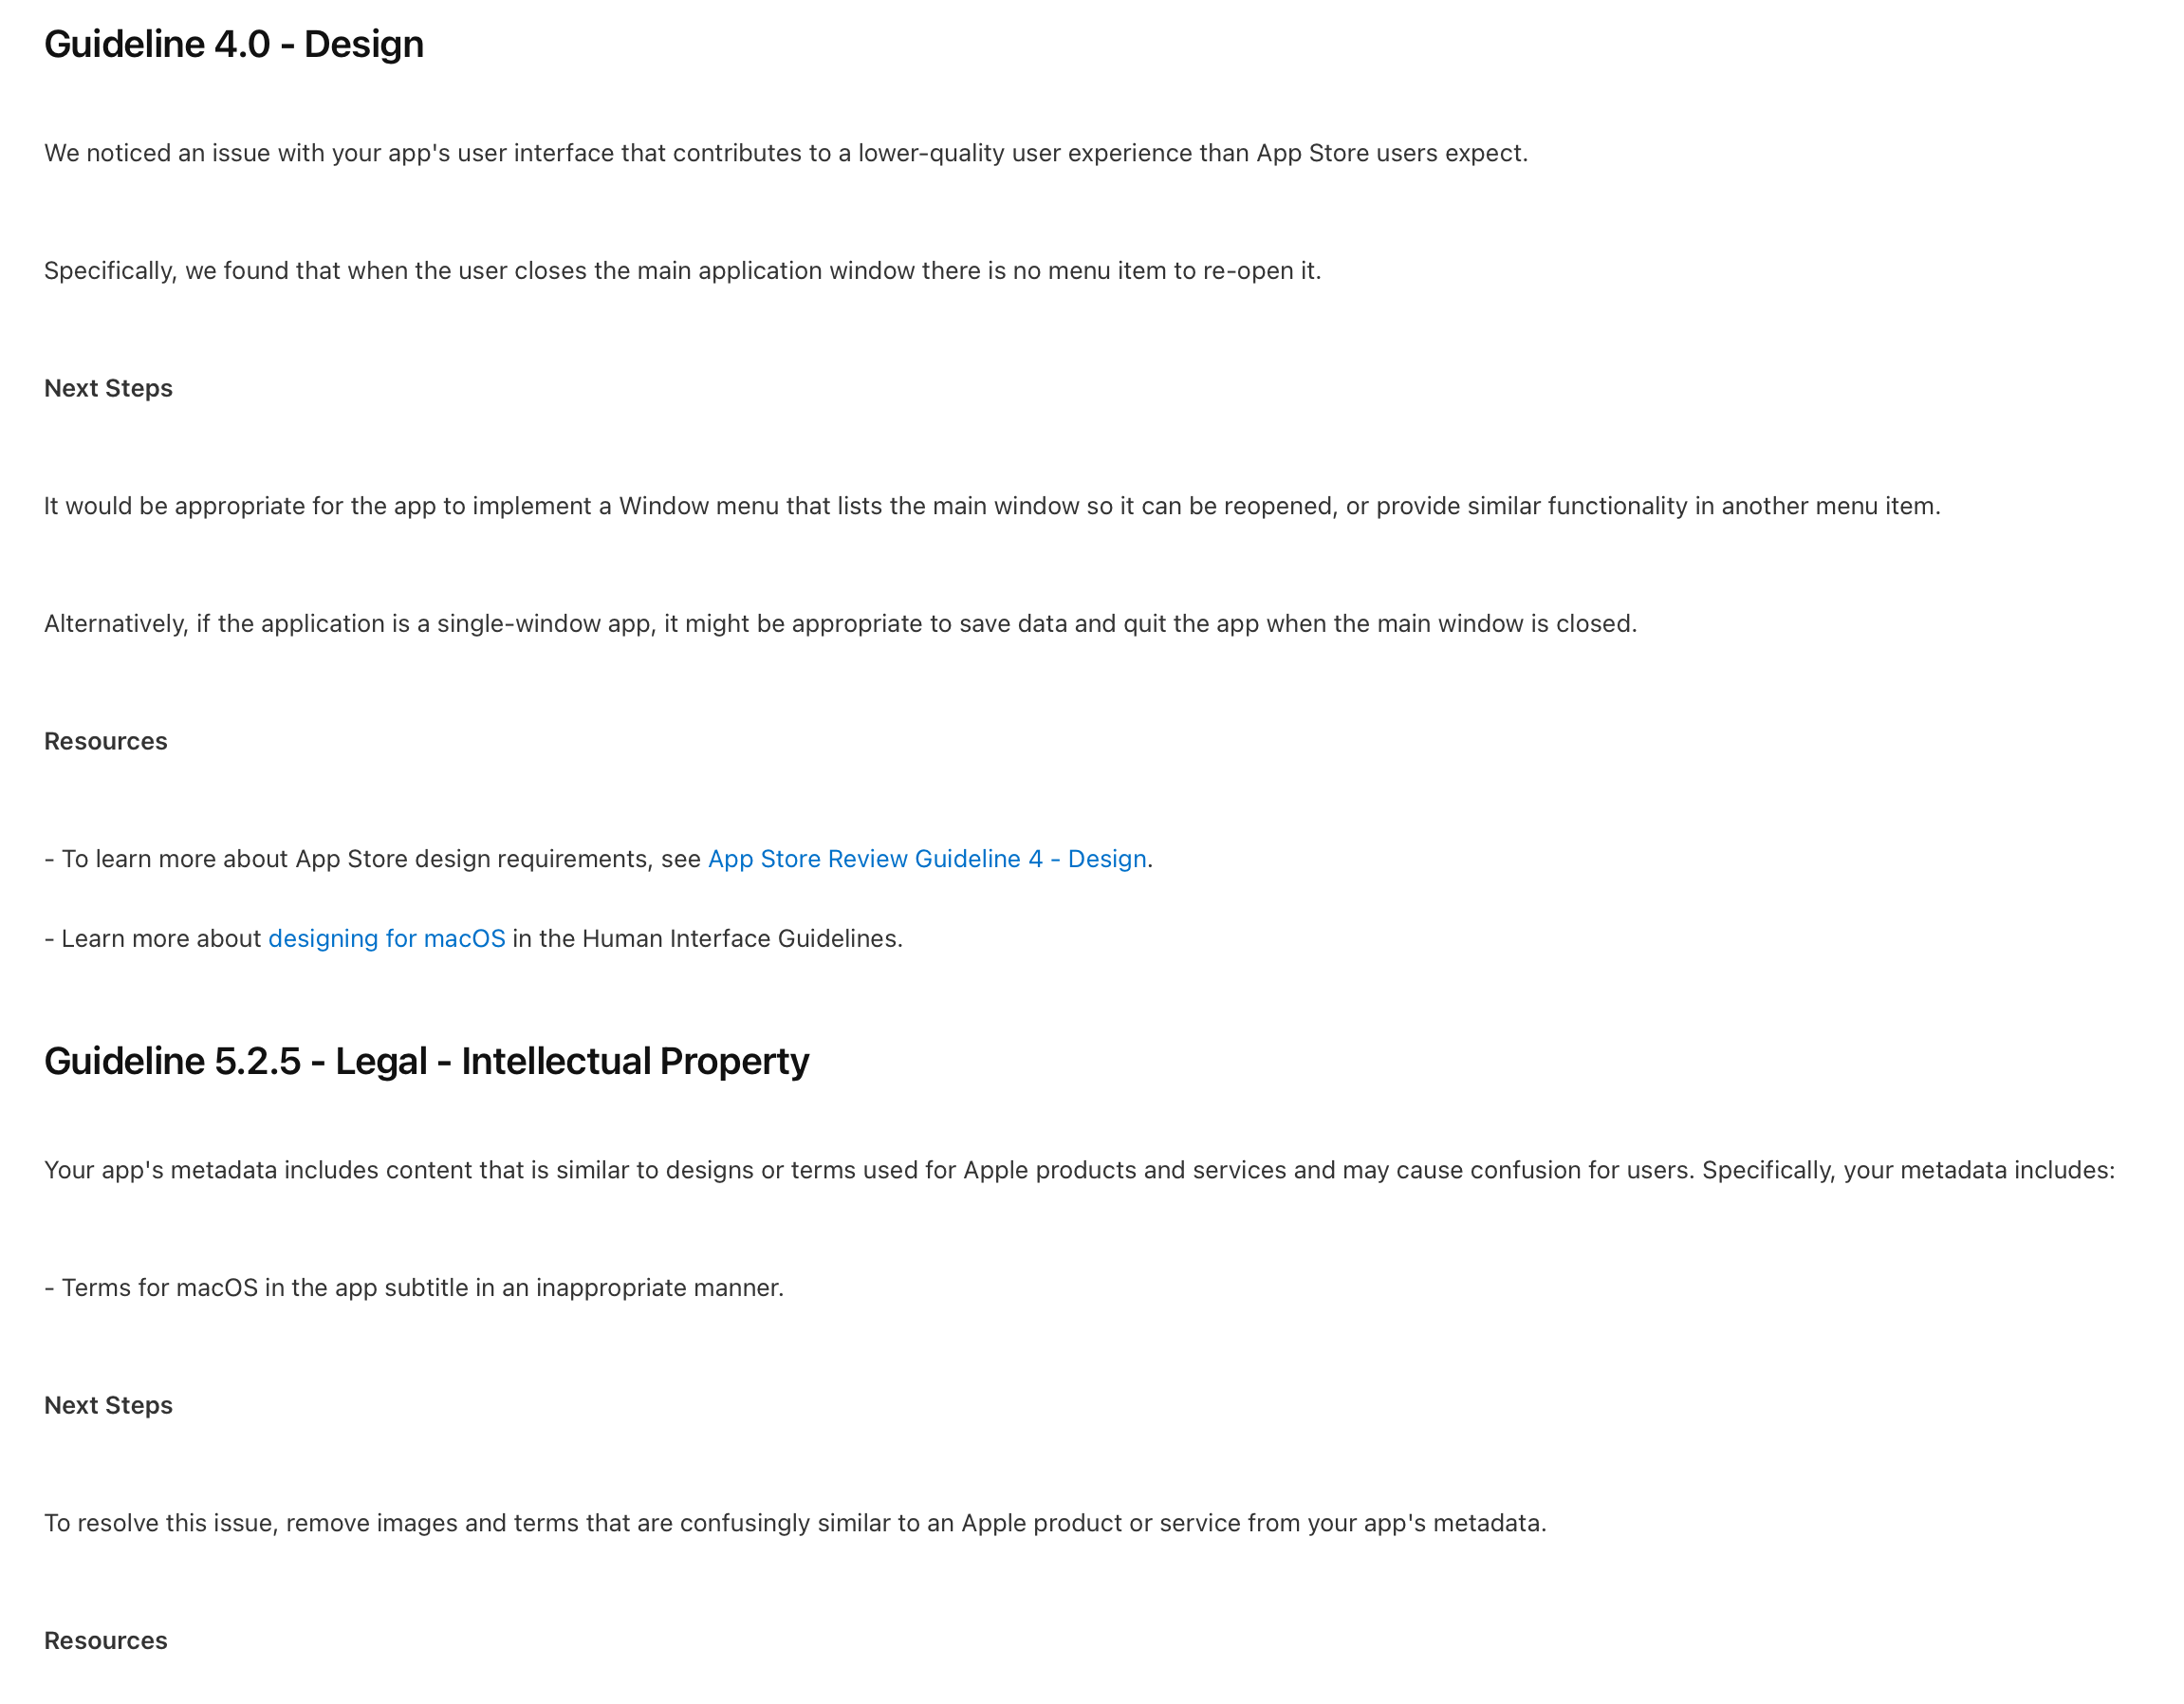 Guideline 4.0 - Design
We noticed an issue with your app's user interface that contributes to a lower-quality user experience than App Store users expect.
Specifically, we found that when the user closes the main application window there is no menu item to re-open it.
Next Steps
It would be appropriate for the app to implement a Window menu that lists the main window so it can be reopened, or provide similar functionality in another menu item.
Alternatively, if the application is a single-window app, it might be appropriate to save data and quit the app when the main window is closed.
Resources
- To learn more about App Store design requirements, see App Store Review Guideline 4 - Design.
- Learn more about designing for macOS in the Human Interface Guidelines.
Guideline 5.2.5 - Legal - Intellectual Property
Your app's metadata includes content that is similar to designs or terms used for Apple products and services and may cause confusion for users. Specifically, your metadata includes:
- Terms for macOS in the app subtitle in an inappropriate manner.
Next Steps
To resolve this issue, remove images and terms that are confusingly similar to an Apple product or service from your app's metadata.
Resources